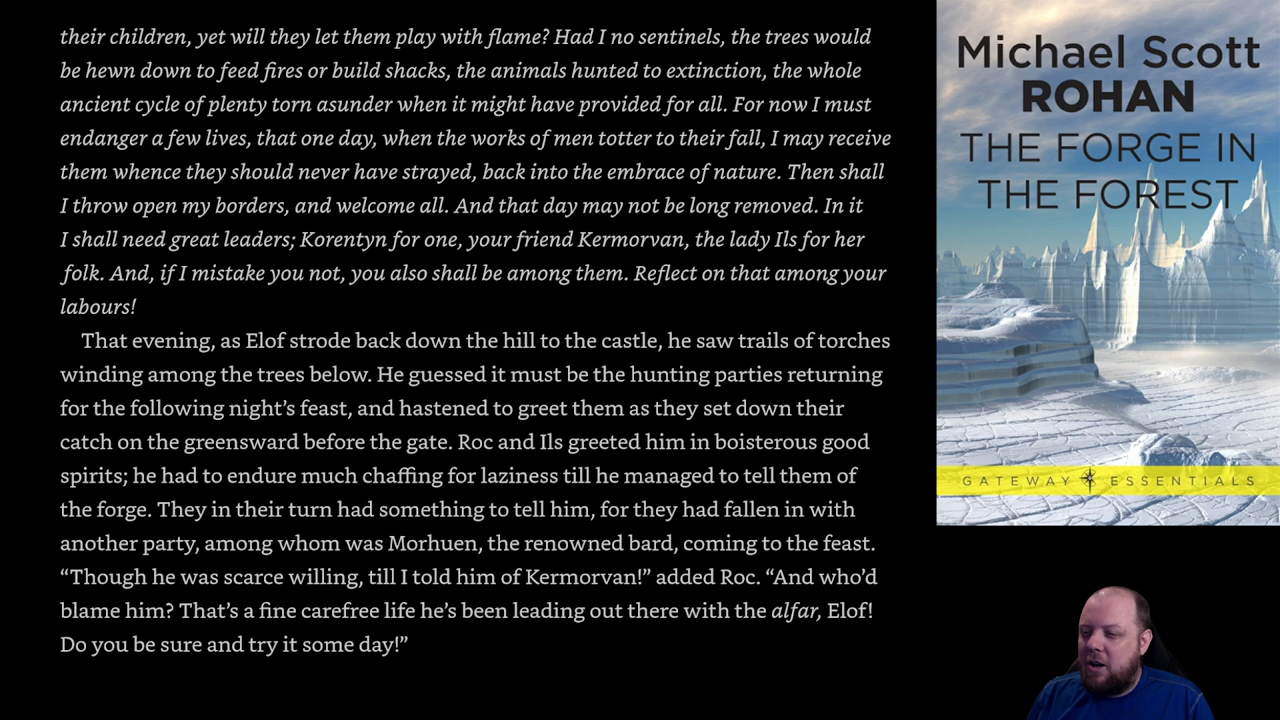 their children, yet will they let them play with flame? Had I no sentinels, the trees would
be hewn down to feed fires or build shacks, the animals hunted to extinction, the whole
ancient cycle of plenty torn asunder when it might have provided for all. For now I must
endanger a few lives, that one day, when the works of men totter to their fall, I may receive
them whence they should never have strayed, back into the embrace of nature. Then shall
I throw open my borders, and welcome all. And that day may not be long removed. In it
I shall need great leaders; Korentyn for one, your friend Kermorvan, the lady Ils for her
folk. And, if I mistake you not, you also shall be among them. Reflect on that among your
labours!
That evening, as Elof strode back down the hill to the castle, he saw trails of torches
winding among the trees below. He guessed it must be the hunting parties returning
for the following night’s feast, and hastened to greet them as they set down their
catch on the greensward before the gate. Roc and Ils greeted him in boisterous good
spirits; he had to endure much chaffing for laziness till he managed to tell them of
the forge. They in their turn had something to tell him, for they had fallen in with
another party, among whom was Morhuen, the renowned bard, coming to the feast.
“Though he was scarce willing, till I told him of Kermorvan!” added Roc. “And who’d
blame him? That’s a fine carefree life he’s been leading out there with the alfar, Elof!
Do you be sure and try it some day!”
Michael Scott
ROHAN
THE FORGE IN
THE FOREST
GATEWAY ESSENTIALS